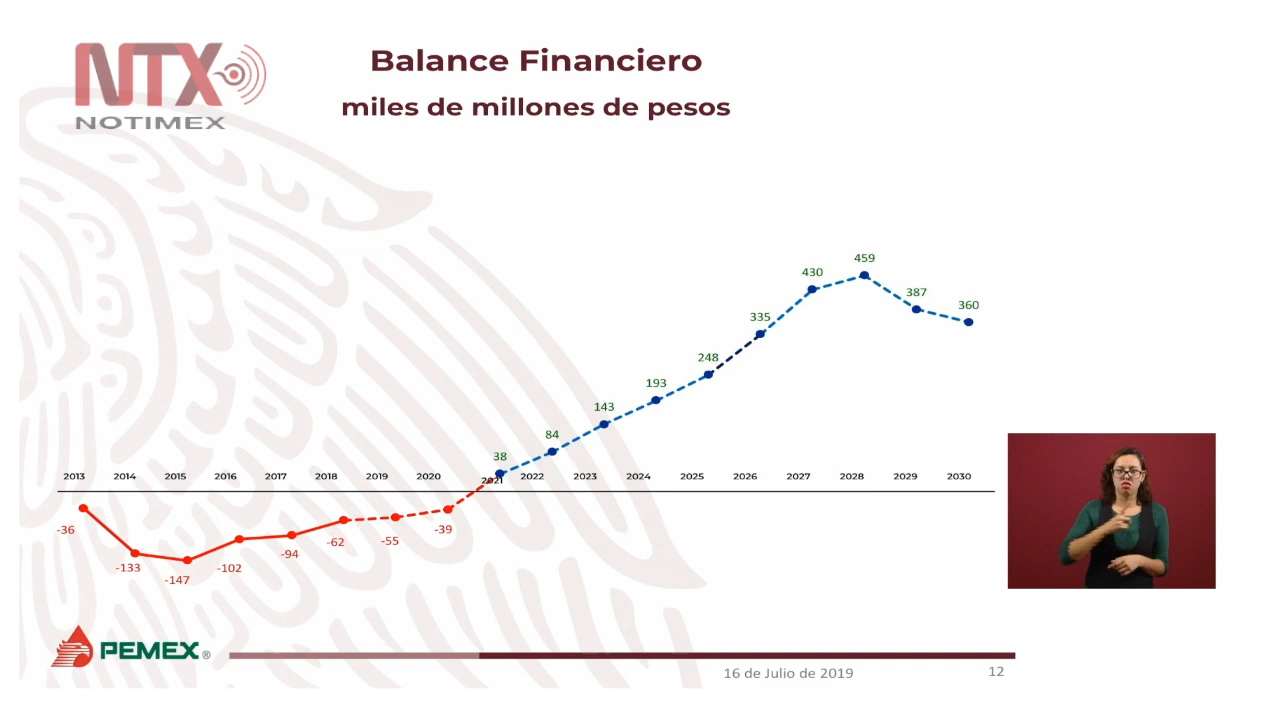 NTX
NOTIMEX
Balance Financiero
miles de millones de pesos
459
430
387
360
335
248
193
143
84
38
2013 2014 2015 2016 2017 2018 2019 2020 2021 2022 2023 2024 2025 2026 2027 2028 2029 2030
-36
-133
-147
-102
-94
-62
-55
-39
PEMEX®
16 de Julio de 2019
12